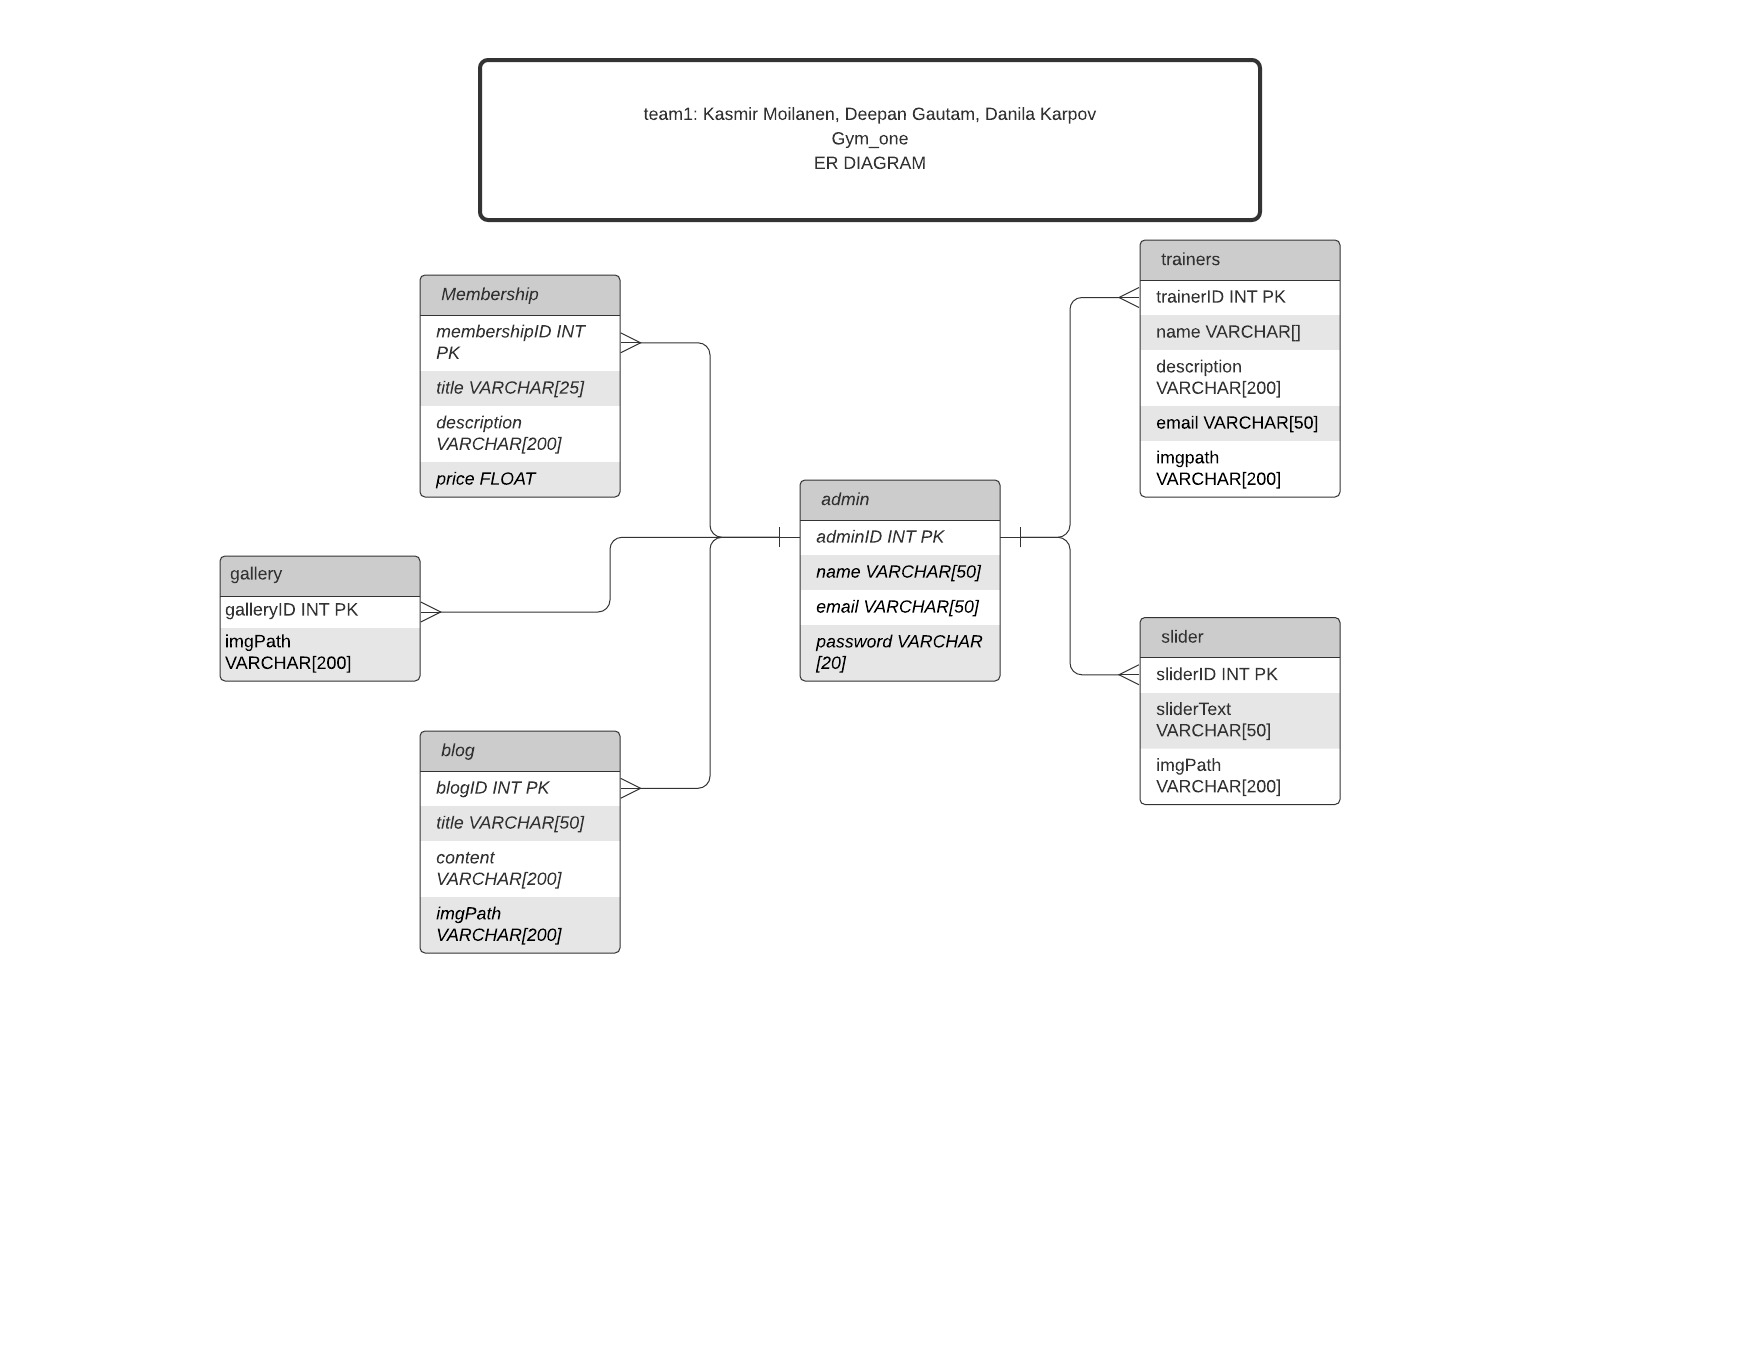 team1: Kasmir Moilanen, Deepan Gautam, Danila Karpov
Gym_one
ER DIAGRAM
Membership
membershipID INT
PK
title VARCHAR[25]
description
VARCHAR[200]
price FLOAT
trainers
trainerID INT PK
name VARCHAR[]
description
VARCHAR[200]
email VARCHAR[50]
imgpath
VARCHAR[200]
admin
adminID INT PK
name VARCHAR[50]
email VARCHAR[50]
password VARCHAR
[20]
gallery
galleryID INT PK
imgPath
VARCHAR[200]
slider
sliderID INT PK
sliderText
VARCHAR[50]
imgPath
VARCHAR[200]
blog
blogID INT PK
title VARCHAR[50]
content
VARCHAR[200]
imgPath
VARCHAR[200]